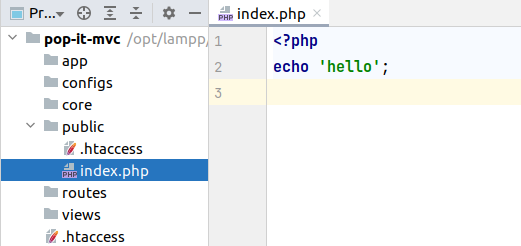 Pr...
index.php
pop-it-mvc /opt/lampp/
app
configs
core
public
.htaccess
index.php
routes
views
.htaccess
1 <?php
2 echo 'hello';
3